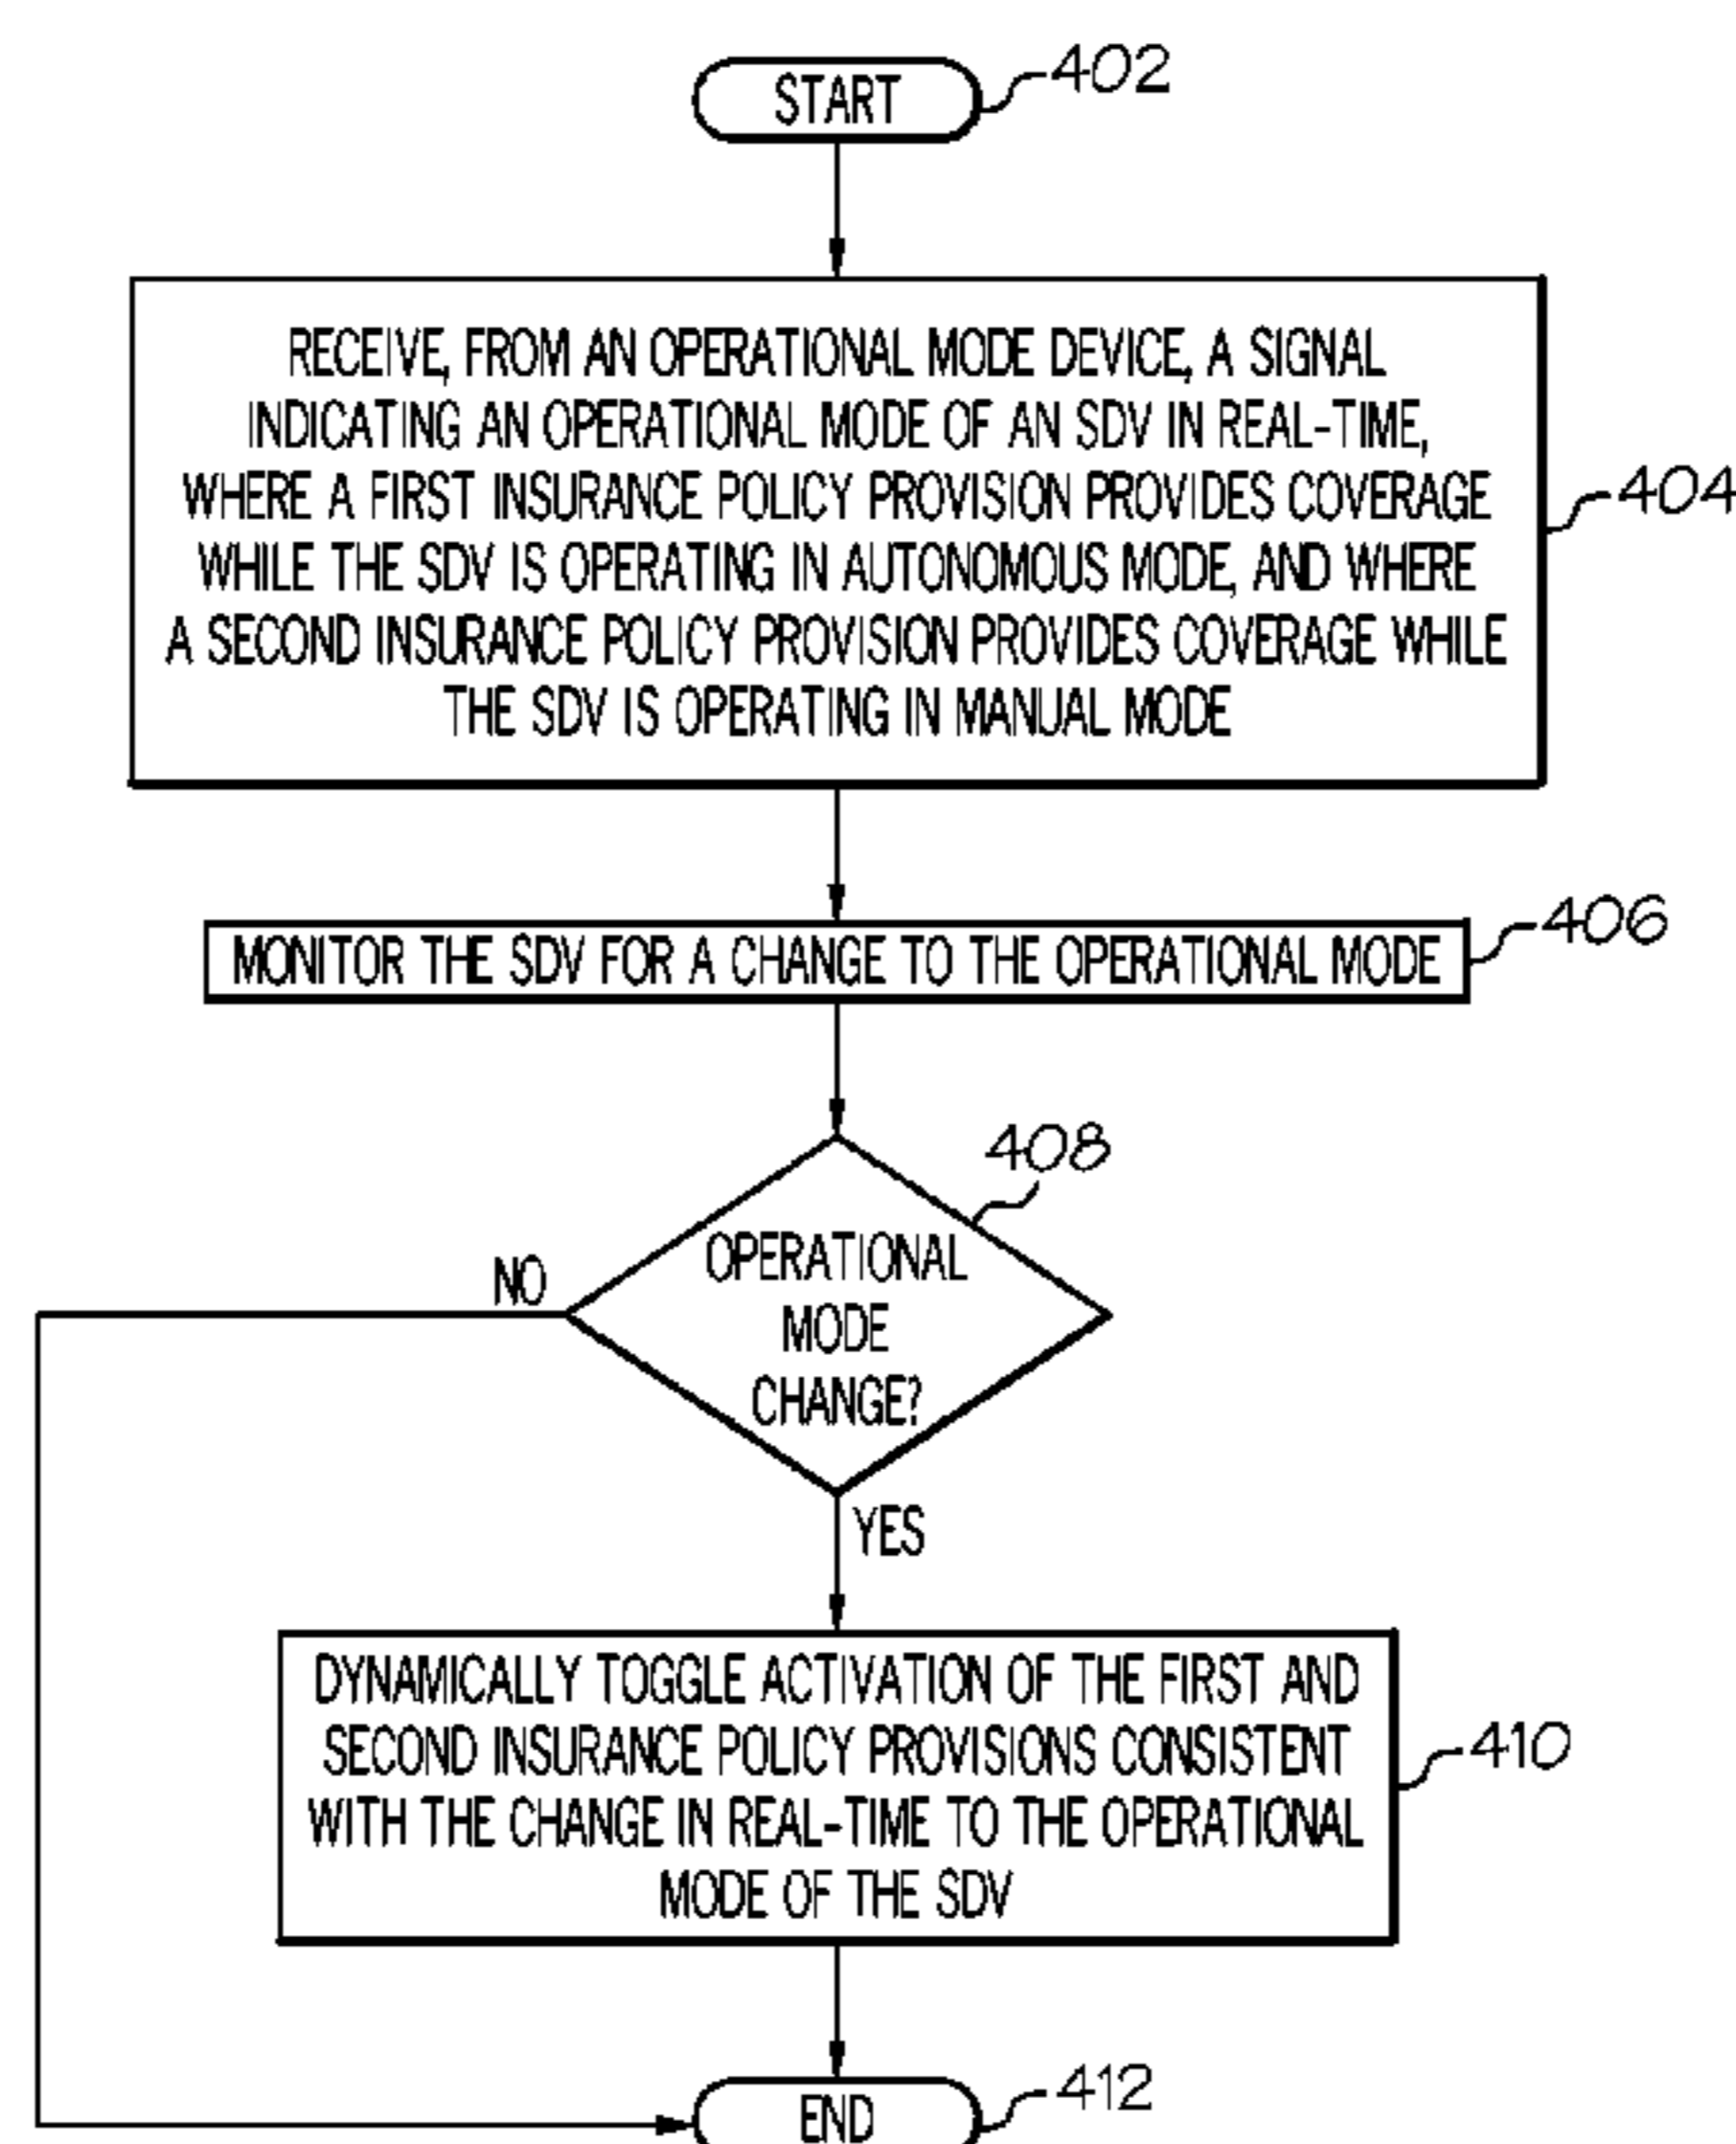 START
402
RECEIVE, FROM AN OPERATIONAL MODE DEVICE, A SIGNAL
INDICATING AN OPERATIONAL MODE OF AN SDV IN REAL-TIME,
WHERE A FIRST INSURANCE POLICY PROVISION PROVIDES COVERAGE
WHILE THE SDV IS OPERATING IN AUTONOMOUS MODE, AND WHERE
A SECOND INSURANCE POLICY PROVISION PROVIDES COVERAGE WHILE
THE SDV IS OPERATING IN MANUAL MODE
404
MONITOR THE SDV FOR A CHANGE TO THE OPERATIONAL MODE
406
408
OPERATIONAL
MODE
CHANGE?
NO
YES
DYNAMICALLY TOGGLE ACTIVATION OF THE FIRST AND
SECOND INSURANCE POLICY PROVISIONS CONSISTENT
WITH THE CHANGE IN REAL-TIME TO THE OPERATIONAL
MODE OF THE SDV
410
END
412